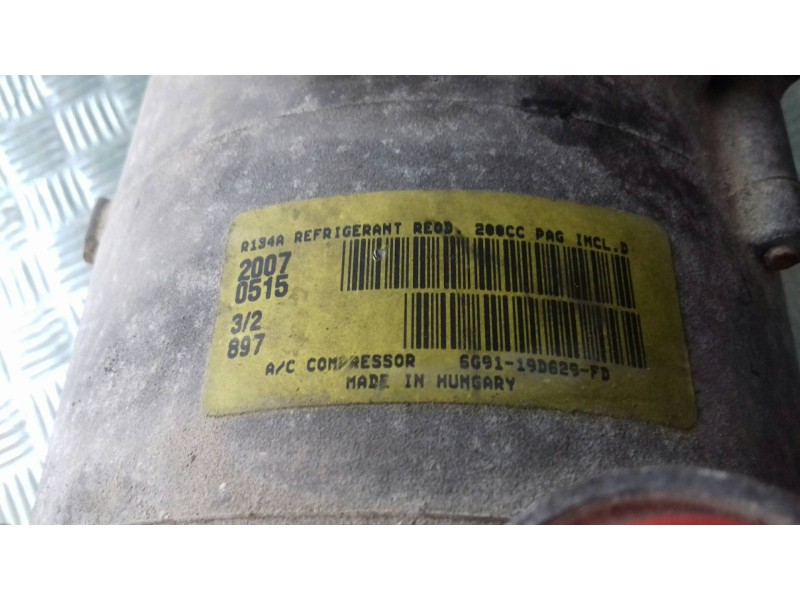 R134A REFRIGERANT REQD. 200CC PAG INCL.D
2007
0515
3/2
897
A/C COMPRESSOR 6G91-19D629-FD
MADE IN HUNGARY